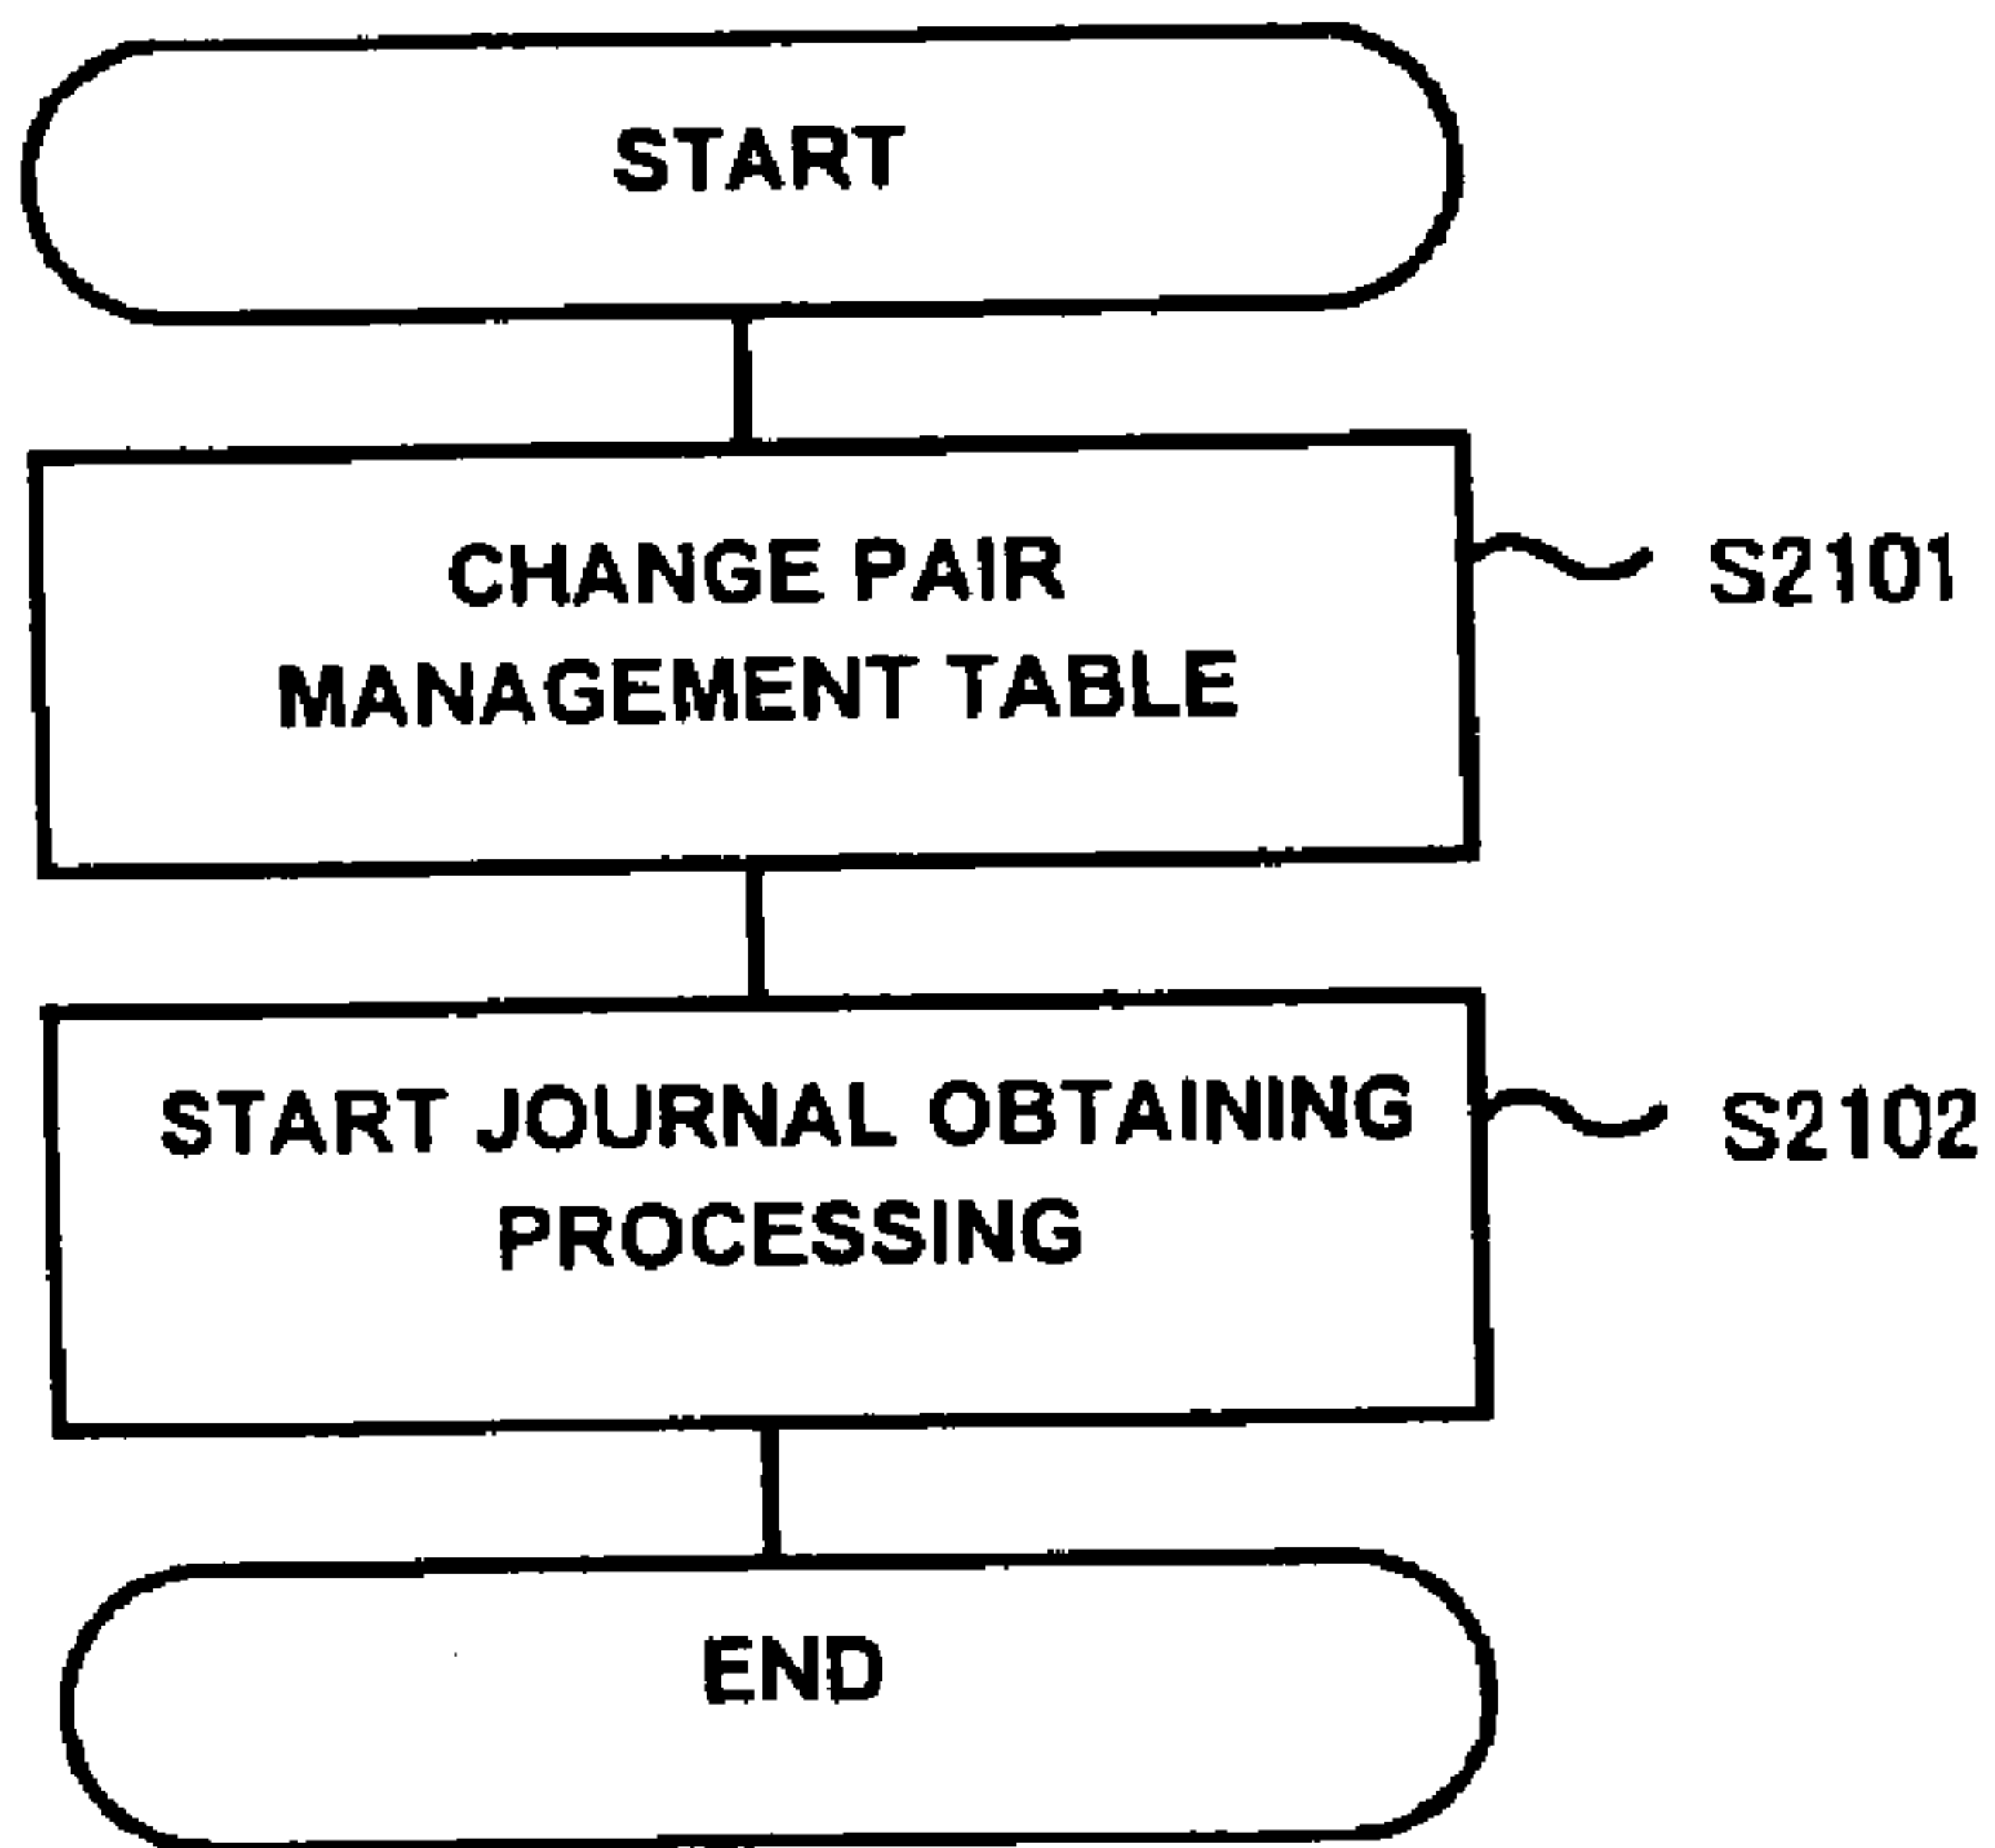 START
CHANGE PAIR
MANAGEMENT TABLE
S2101
START JOURNAL OBTAINING
PROCESSING
S2102
END